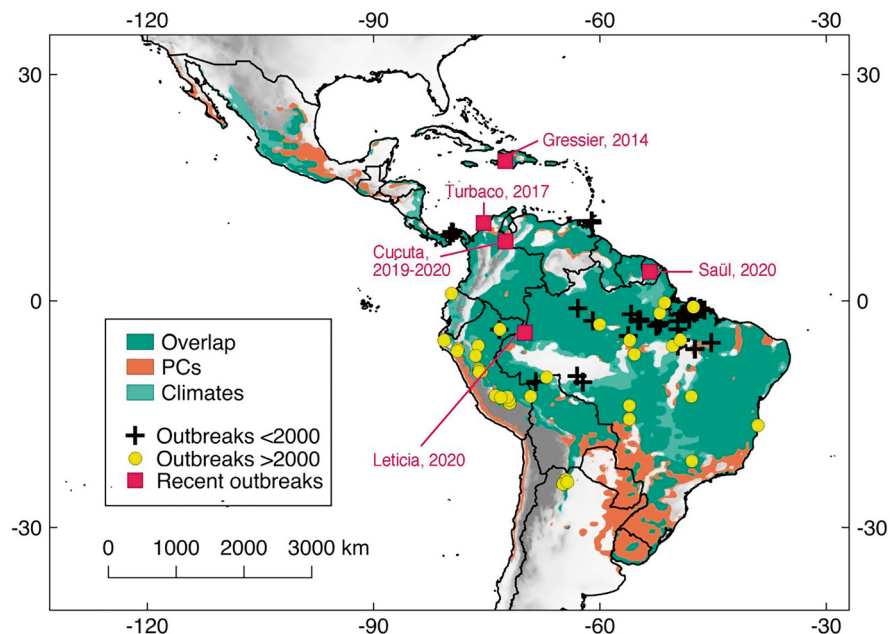 -120 -90 -60 -30
30 30
Gressier, 2014
Turbaco, 2017
Cuçuta,
2019-2020
Saül, 2020
0 0
Overlap
PCs
Climates
Outbreaks <2000
Outbreaks >2000
Recent outbreaks
Leticia, 2020
-30 -30
0 1000 2000 3000 km
-120 -90 -60 -30